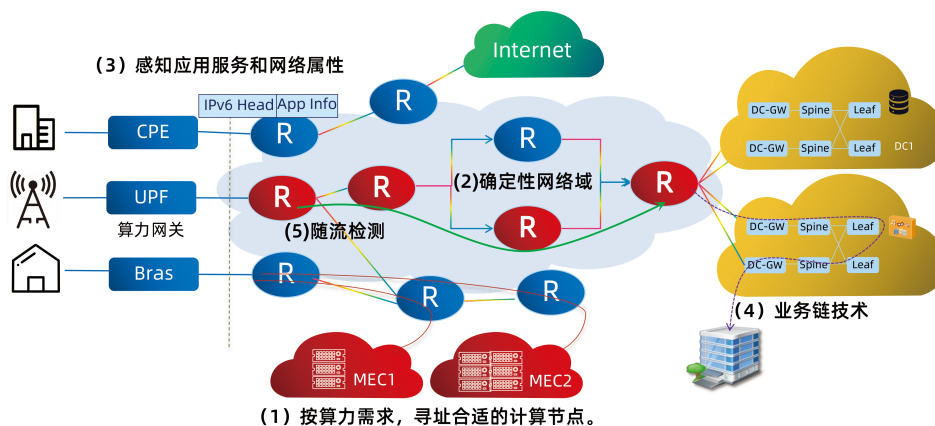 Internet
（3）感知应用服务和网络属性
IPv6 Head
App Info
R
R
CPE
R
(2)确定性网络域
UPF
算力网关
R
R
R
R
(5)随流检测
Bras
R
R
R
DC-GW
Spine
Leaf
DC-GW
Spine
Leaf
DC1
DC-GW
Spine
Leaf
DC-GW
Spine
Leaf
（4）业务链技术
MEC1
MEC2
（1）按算力需求，寻址合适的计算节点。